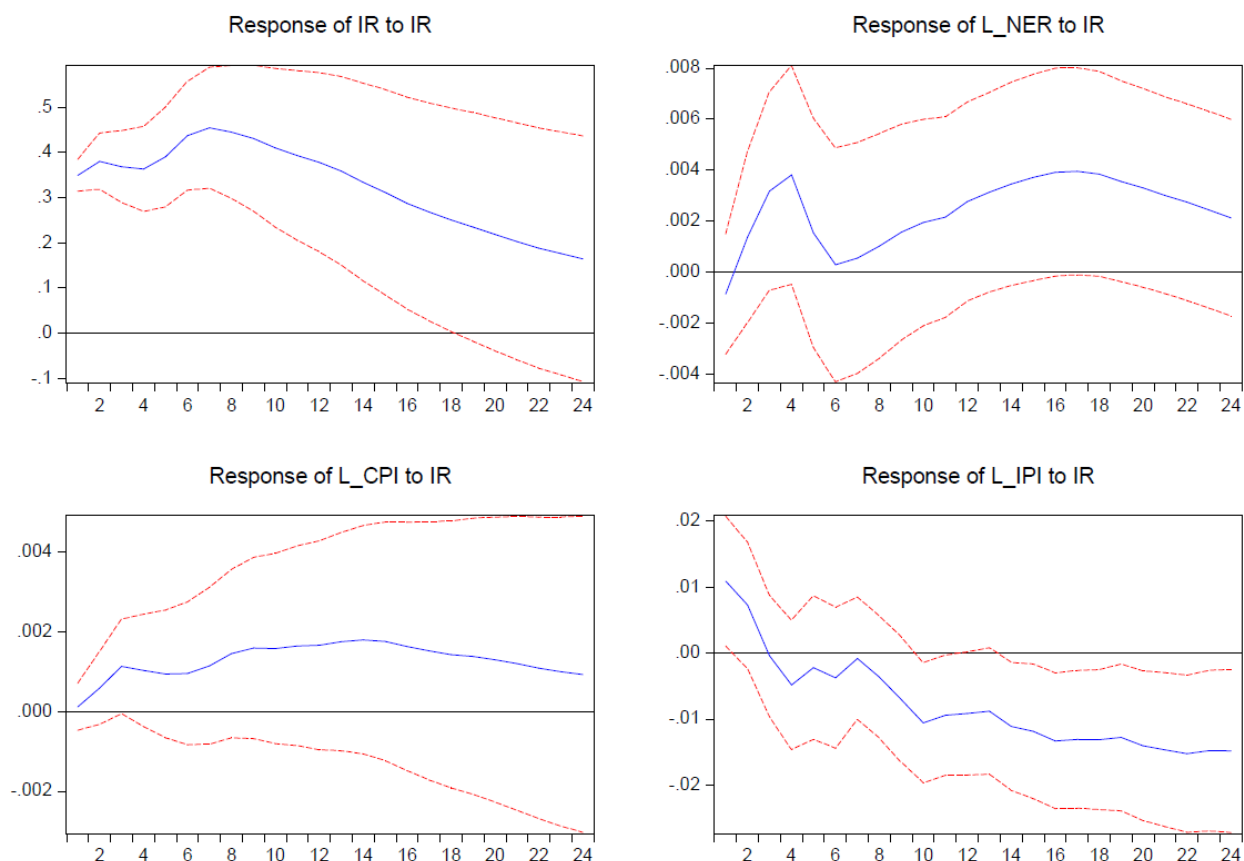 Response of IR to IR
.5
.4
.3
.2
.1
.0
-.1
2 4 6 8 10 12 14 16 18 20 22 24
Response of L_NER to IR
.008
.006
.004
.002
.000
-.002
-.004
2 4 6 8 10 12 14 16 18 20 22 24
Response of L_CPI to IR
.004
.002
.000
-.002
2 4 6 8 10 12 14 16 18 20 22 24
Response of L_IPI to IR
.02
.01
.00
-.01
-.02
2 4 6 8 10 12 14 16 18 20 22 24